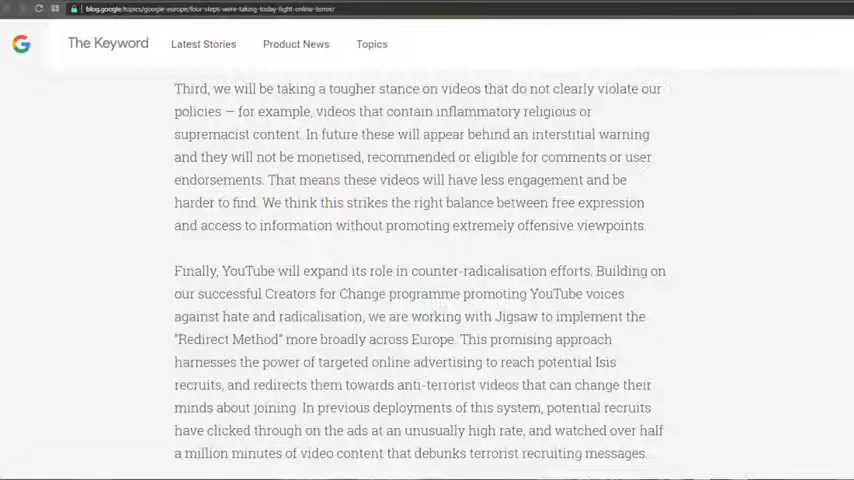 blog.google/topics/google-europe/four-steps-were-taking-today-fight-online-terror/
The Keyword
Latest Stories
Product News
Topics
Third, we will be taking a tougher stance on videos that do not clearly violate our
policies — for example, videos that contain inflammatory religious or
supremacist content. In future these will appear behind an interstitial warning
and they will not be monetised, recommended or eligible for comments or user
endorsements. That means these videos will have less engagement and be
harder to find. We think this strikes the right balance between free expression
and access to information without promoting extremely offensive viewpoints.
Finally, YouTube will expand its role in counter-radicalisation efforts. Building on
our successful Creators for Change programme promoting YouTube voices
against hate and radicalisation, we are working with Jigsaw to implement the
“Redirect Method” more broadly across Europe. This promising approach
harnesses the power of targeted online advertising to reach potential Isis
recruits, and redirects them towards anti-terrorist videos that can change their
minds about joining. In previous deployments of this system, potential recruits
have clicked through on the ads at an unusually high rate, and watched over half
a million minutes of video content that debunks terrorist recruiting messages.